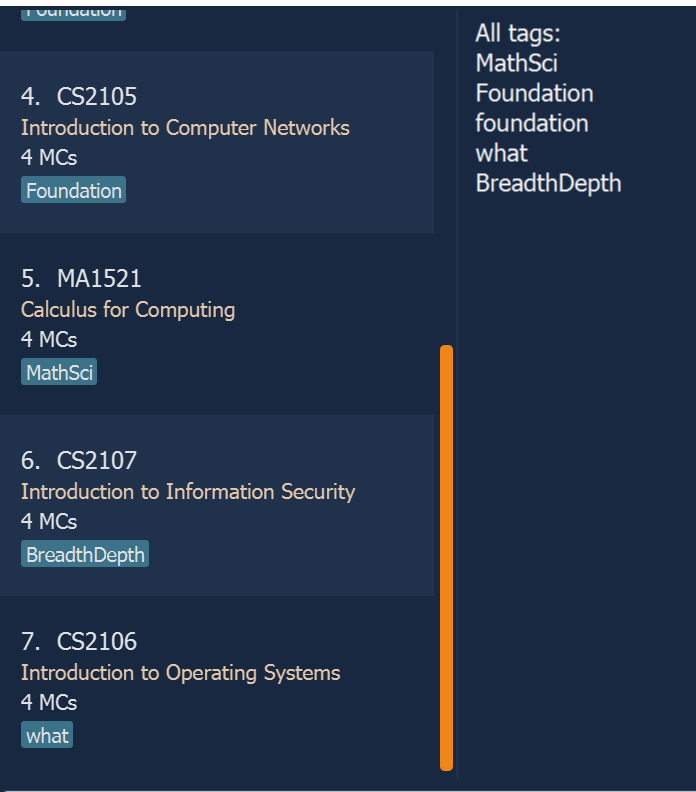 Foundation
4. CS2105
Introduction to Computer Networks
4 MCs
Foundation
5. MA1521
Calculus for Computing
4 MCs
MathSci
6. CS2107
Introduction to Information Security
4 MCs
BreadthDepth
7. CS2106
Introduction to Operating Systems
4 MCs
what
All tags:
MathSci
Foundation
foundation
what
BreadthDepth